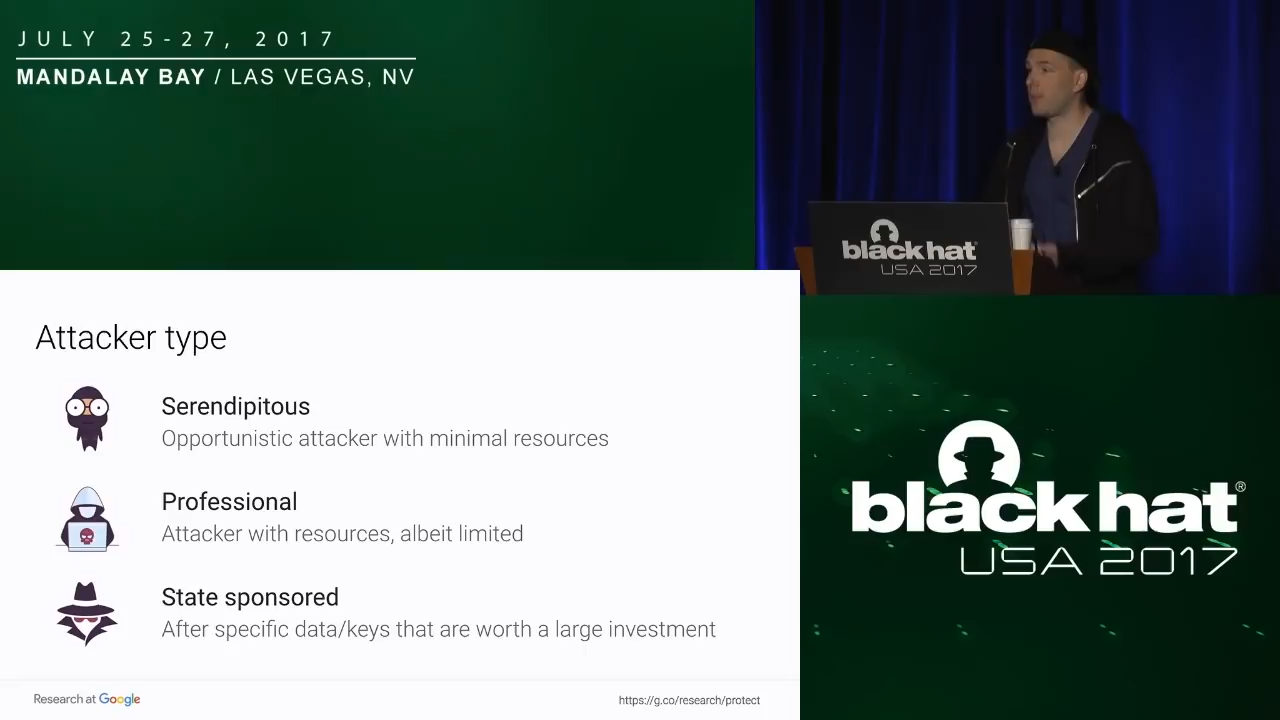 JULY 25-27, 2017
MANDALAY BAY / LAS VEGAS, NV
black hat
USA 2017
Attacker type
Serendipitous
Opportunistic attacker with minimal resources
Professional
Attacker with resources, albeit limited
State sponsored
After specific data/keys that are worth a large investment
Research at Google
https://g.co/research/protect
black hat®
USA 2017